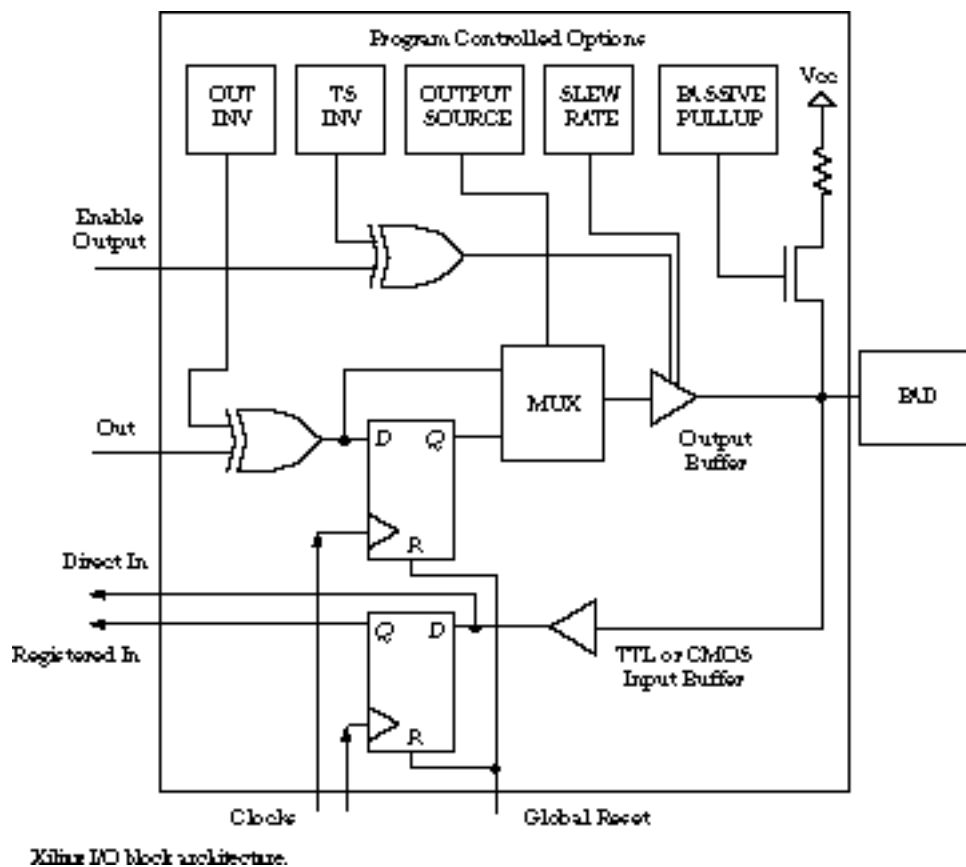 Program Controlled Options
OUT
INV
TS
INV
OUTPUT
SOURCE
SLEW
RATE
PASSIVE
PULLUP
Vcc
Enable
Output
MUX
PAD
Out
D
Q
Output
Buffer
R
Direct In
Q
D
Registered In
TTL or CMOS
Input Buffer
R
Clocks
Global Reset
Xilinx I/O block architecture.